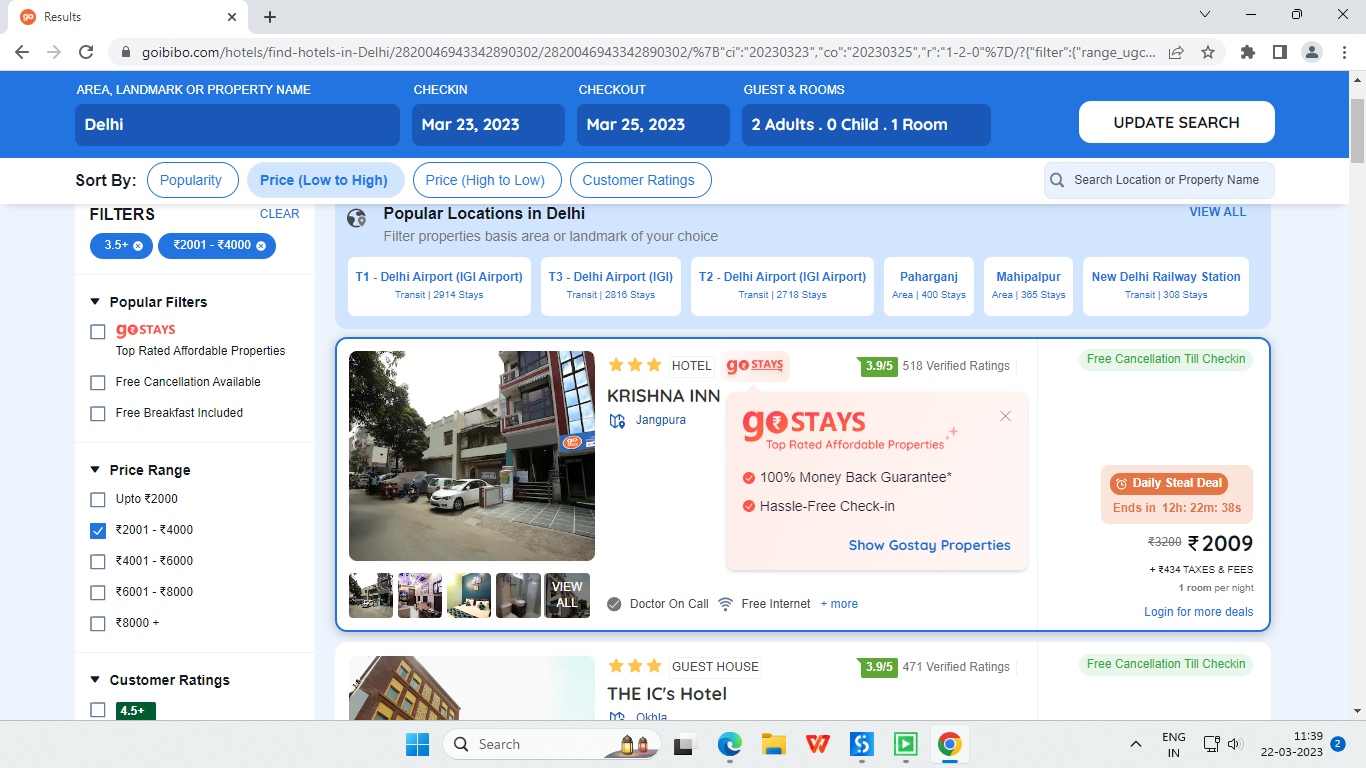 Results
goibibo.com/hotels/find-hotels-in-Delhi/2820046943342890302/2820046943342890302/%7B"ci":"20230323","co":"20230325","r":"1-2-0"%7D/?{"filter":{"range_ugc...
AREA, LANDMARK OR PROPERTY NAME
CHECKIN
CHECKOUT
GUEST & ROOMS
Delhi
Mar 23, 2023
Mar 25, 2023
2 Adults . 0 Child . 1 Room
UPDATE SEARCH
Sort By:
Popularity
Price (Low to High)
Price (High to Low)
Customer Ratings
Search Location or Property Name
FILTERS
CLEAR
3.5+
₹2001 - ₹4000
Popular Filters
go STAYS
Top Rated Affordable Properties
Free Cancellation Available
Free Breakfast Included
Price Range
Upto ₹2000
₹2001 - ₹4000
₹4001 - ₹6000
₹6001 - ₹8000
₹8000 +
Customer Ratings
4.5+
Popular Locations in Delhi
VIEW ALL
Filter properties basis area or landmark of your choice
T1 - Delhi Airport (IGI Airport)
Transit | 2914 Stays
T3 - Delhi Airport (IGI)
Transit | 2816 Stays
T2 - Delhi Airport (IGI Airport)
Transit | 2718 Stays
Paharganj
Area | 400 Stays
Mahipalpur
Area | 365 Stays
New Delhi Railway Station
Transit | 308 Stays
HOTEL
go STAYS
3.9/5
518 Verified Ratings
KRISHNA INN
Jangpura
go STAYS
Top Rated Affordable Properties
100% Money Back Guarantee*
Hassle-Free Check-in
Show Gostay Properties
VIEW
ALL
Doctor On Call
Free Internet
+ more
Free Cancellation Till Checkin
Daily Steal Deal
Ends in 12h: 22m: 38s
₹3200 ₹2009
+ ₹434 TAXES & FEES
1 room per night
Login for more deals
GUEST HOUSE
3.9/5
471 Verified Ratings
THE IC's Hotel
Okhla
Free Cancellation Till Checkin
Search
ENG
IN
11:39
22-03-2023
2